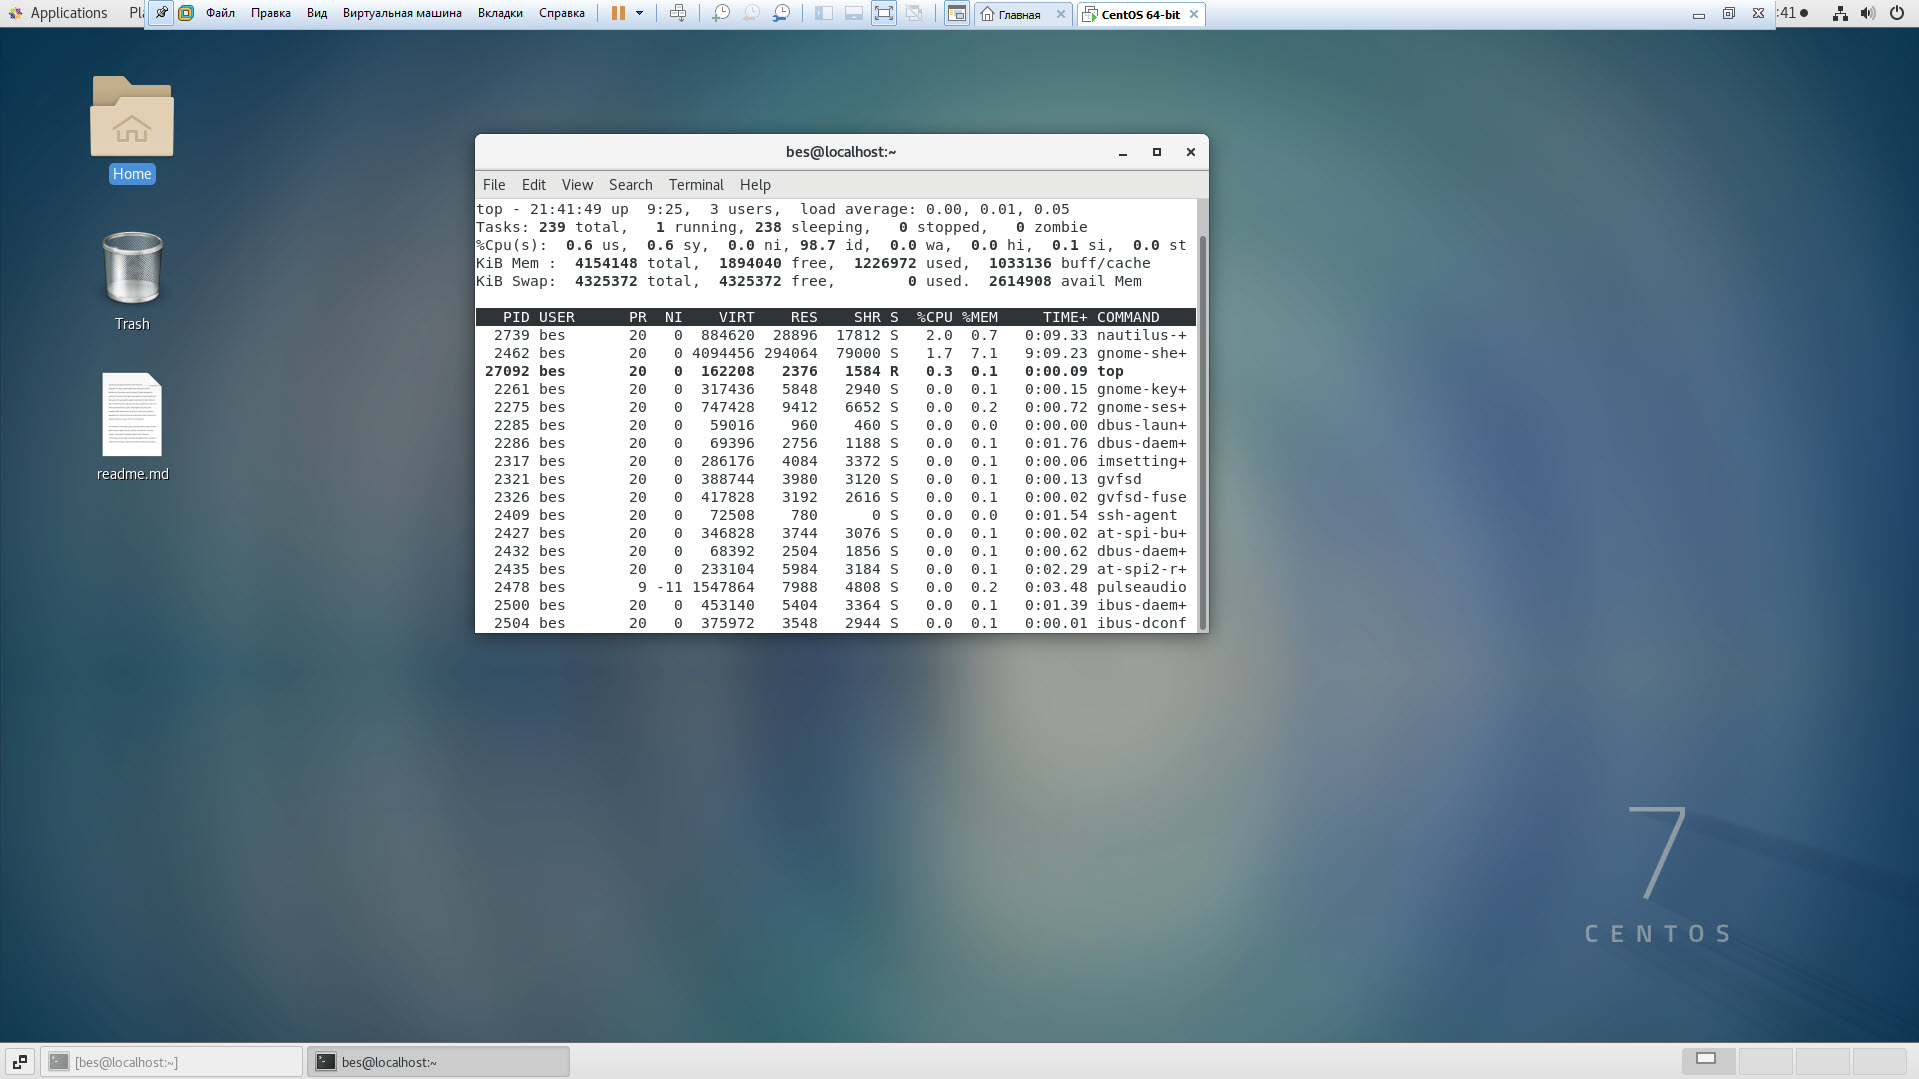 Applications Файл Правка Вид Виртуальная машина Вкладки Справка Главная CentOS 64-bit :41
Home
Trash
readme.md
bes@localhost:~
File Edit View Search Terminal Help
top - 21:41:49 up  9:25,  3 users,  load average: 0.00, 0.01, 0.05
Tasks: 239 total,   1 running, 238 sleeping,   0 stopped,   0 zombie
%Cpu(s):  0.6 us,  0.6 sy,  0.0 ni, 98.7 id,  0.0 wa,  0.0 hi,  0.1 si,  0.0 st
KiB Mem :  4154148 total,  1894040 free,  1226972 used,  1033136 buff/cache
KiB Swap:  4325372 total,  4325372 free,        0 used.  2614908 avail Mem
PID USER      PR  NI    VIRT    RES    SHR S  %CPU %MEM     TIME+ COMMAND
2739 bes       20   0  884620  28896  17812 S   2.0  0.7   0:09.33 nautilus-+
2462 bes       20   0 4094456 294064  79000 S   1.7  7.1   9:09.23 gnome-she+
27092 bes       20   0  162208   2376   1584 R   0.3  0.1   0:00.09 top
2261 bes       20   0  317436   5848   2940 S   0.0  0.1   0:00.15 gnome-key+
2275 bes       20   0  747428   9412   6652 S   0.0  0.2   0:00.72 gnome-ses+
2285 bes       20   0   59016    960    460 S   0.0  0.0   0:00.00 dbus-laun+
2286 bes       20   0   69396   2756   1188 S   0.0  0.1   0:01.76 dbus-daem+
2317 bes       20   0  286176   4084   3372 S   0.0  0.1   0:00.06 imsetting+
2321 bes       20   0  388744   3980   3120 S   0.0  0.1   0:00.13 gvfsd
2326 bes       20   0  417828   3192   2616 S   0.0  0.1   0:00.02 gvfsd-fuse
2409 bes       20   0   72508    780      0 S   0.0  0.0   0:01.54 ssh-agent
2427 bes       20   0  346828   3744   3076 S   0.0  0.1   0:00.02 at-spi-bu+
2432 bes       20   0   68392   2504   1856 S   0.0  0.1   0:00.62 dbus-daem+
2435 bes       20   0  233104   5984   3184 S   0.0  0.1   0:02.29 at-spi2-r+
2478 bes        9 -11 1547864   7988   4808 S   0.0  0.2   0:03.48 pulseaudio
2500 bes       20   0  453140   5404   3364 S   0.0  0.1   0:01.39 ibus-daem+
2504 bes       20   0  375972   3548   2944 S   0.0  0.1   0:00.01 ibus-dconf
7
CENTOS
[bes@localhost:~] bes@localhost:~